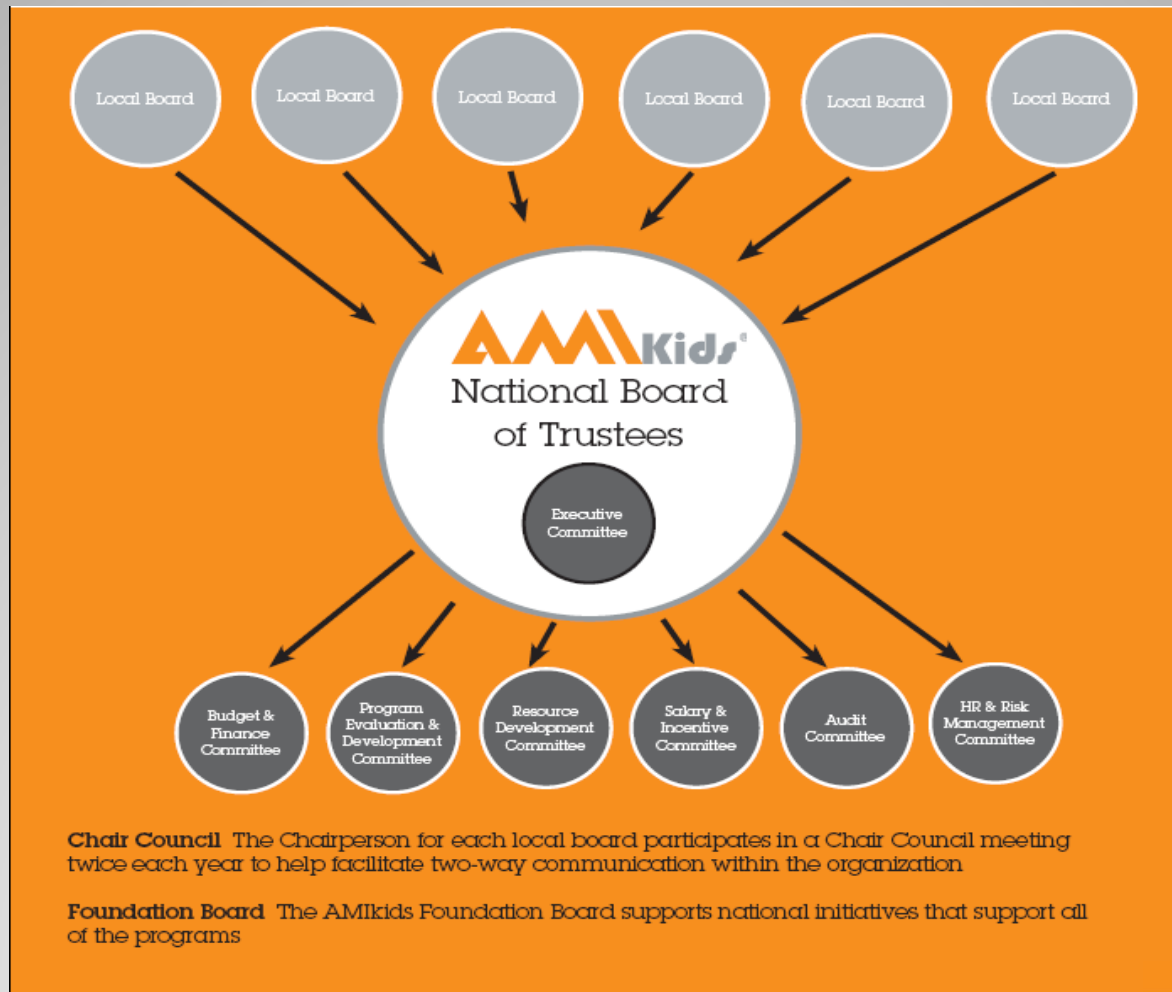 Local Board
Local Board
Local Board
Local Board
Local Board
Local Board
AMIKids®
National Board
of Trustees
Executive
Committee
Budget &
Finance
Committee
Program
Evaluation &
Development
Committee
Resource
Development
Committee
Salary &
Incentive
Committee
Audit
Committee
HR & Risk
Management
Committee
Chair Council The Chairperson for each local board participates in a Chair Council meeting
twice each year to help facilitate two-way communication within the organization
Foundation Board The AMIkids Foundation Board supports national initiatives that support all
of the programs